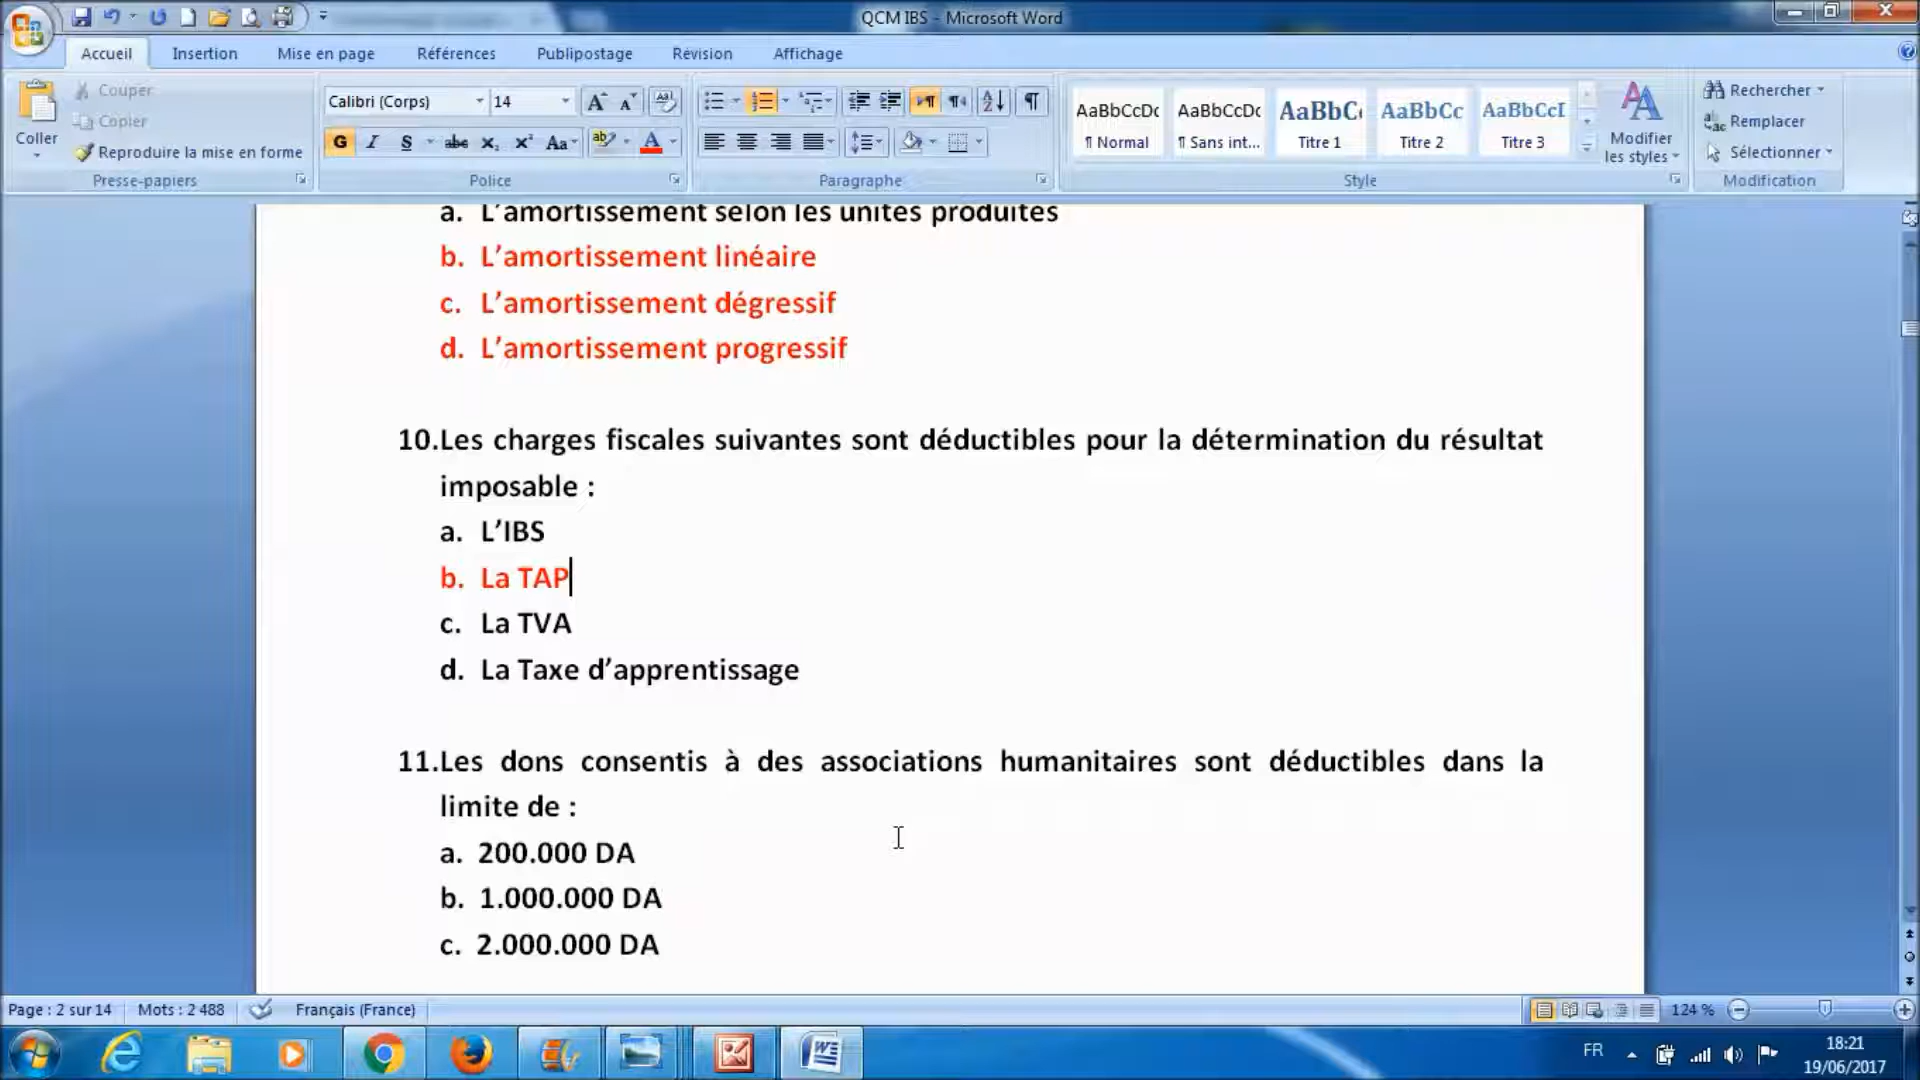 QCM IBS - Microsoft Word
Accueil Insertion Mise en page Références Publipostage Révision Affichage
Coller
Couper
Copier
Reproduire la mise en forme
Presse-papiers
Calibri (Corps) 14
G I S abc X₂ X² Aa
Police
Paragraphe
AaBbCcDc AaBbCcDc AaBbC AaBbCc AaBbCcI
¶ Normal ¶ Sans int... Titre 1 Titre 2 Titre 3
Modifier
les styles
Style
Rechercher
Remplacer
Sélectionner
Modification
a. L’amortissement selon les unités produites
b. L’amortissement linéaire
c. L’amortissement dégressif
d. L’amortissement progressif
10.Les charges fiscales suivantes sont déductibles pour la détermination du résultat
imposable :
a. L’IBS
b. La TAP
c. La TVA
d. La Taxe d’apprentissage
11.Les dons consentis à des associations humanitaires sont déductibles dans la
limite de :
a. 200.000 DA
b. 1.000.000 DA
c. 2.000.000 DA
Page : 2 sur 14 Mots : 2 488 Français (France) 124 %
FR 18:21
19/06/2017